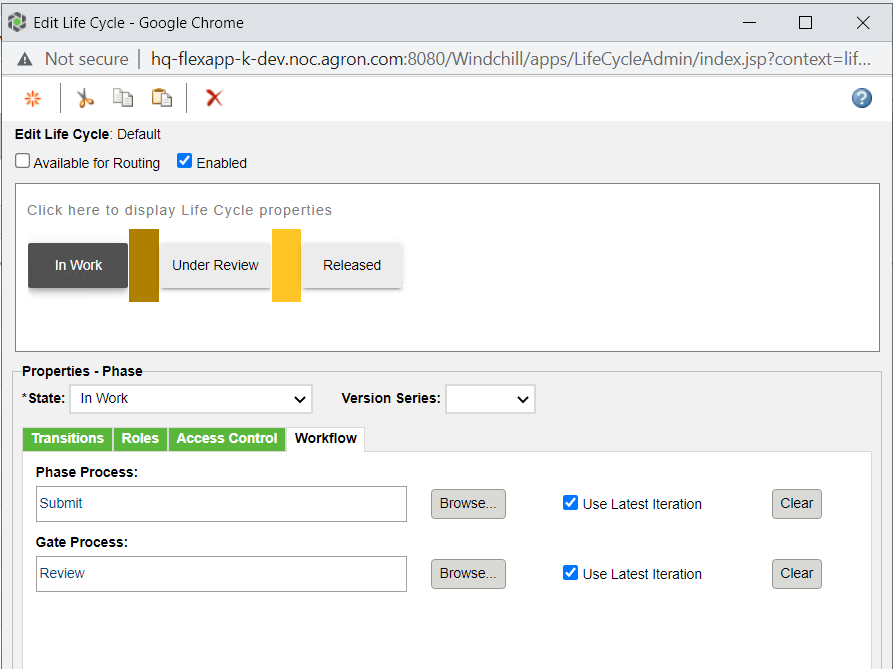 Edit Life Cycle - Google Chrome
Not secure hq-flexapp-k-dev.noc.agron.com:8080/Windchill/apps/LifeCycleAdmin/index.jsp?context=lif...
?
Edit Life Cycle: Default
Available for Routing Enabled
Click here to display Life Cycle properties
In Work Under Review Released
Properties - Phase
*State: In Work Version Series:
Transitions Roles Access Control Workflow
Phase Process:
Submit Browse... Use Latest Iteration Clear
Gate Process:
Review Browse... Use Latest Iteration Clear